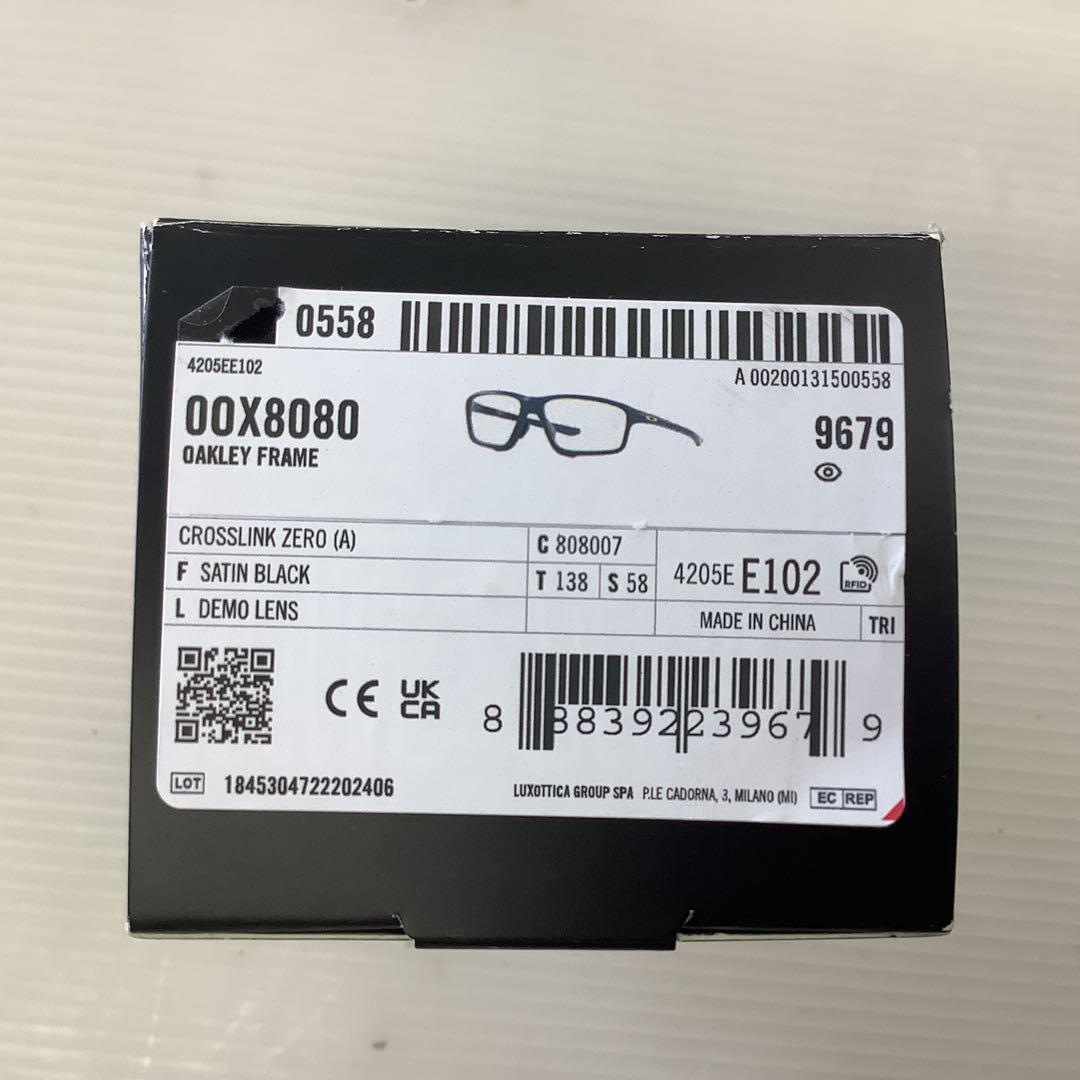 0558
4205EE102
A 00200131500558
OOX8080
OAKLEY FRAME
9679
CROSSLINK ZERO (A)
C 808007
F SATIN BLACK
T 138 S 58
4205E E102
RFID
L DEMO LENS
MADE IN CHINA
TRI
CE UK CA
8 883922 23967 9
LOT 1845304722202406
LUXOTTICA GROUP SPA P.LE CADORNA, 3, MILANO (MI) EC REP